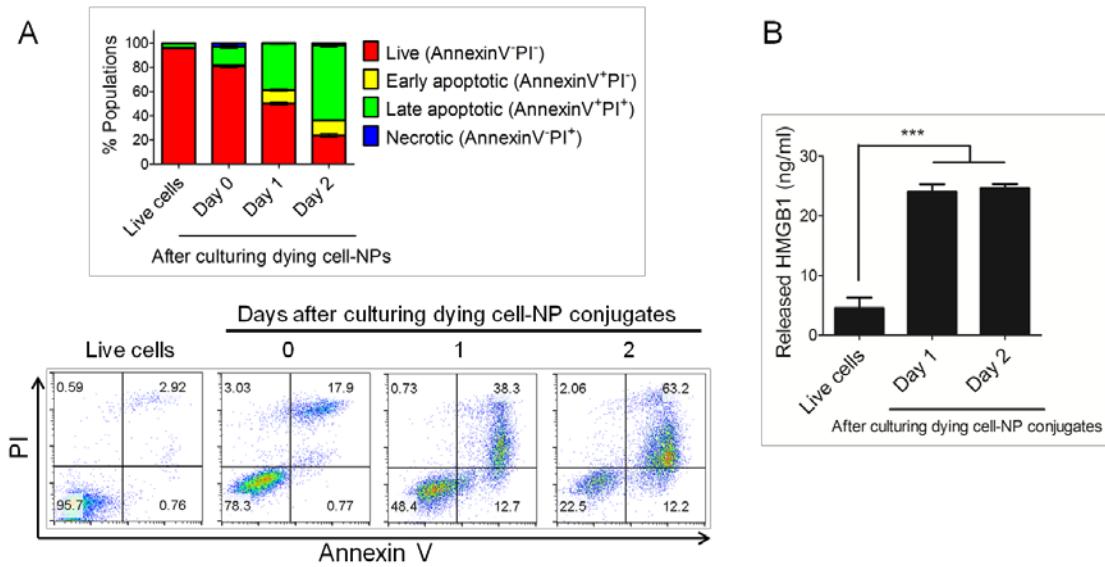 A
% Populations
100
80
60
40
20
0
Live cells
Day 0
Day 1
Day 2
After culturing dying cell-NPs
Live (AnnexinV⁻PI⁻)
Early apoptotic (AnnexinV⁺PI⁻)
Late apoptotic (AnnexinV⁺PI⁺)
Necrotic (AnnexinV⁻PI⁺)
Days after culturing dying cell-NP conjugates
Live cells 0 1 2
PI
0.59 2.92
95.7 0.76
3.03 17.9
78.3 0.77
0.73 38.3
48.4 12.7
2.06 63.2
22.5 12.2
Annexin V
B
Released HMGB1 (ng/ml)
30
20
10
0
***
Live cells
Day 1
Day 2
After culturing dying cell-NP conjugates